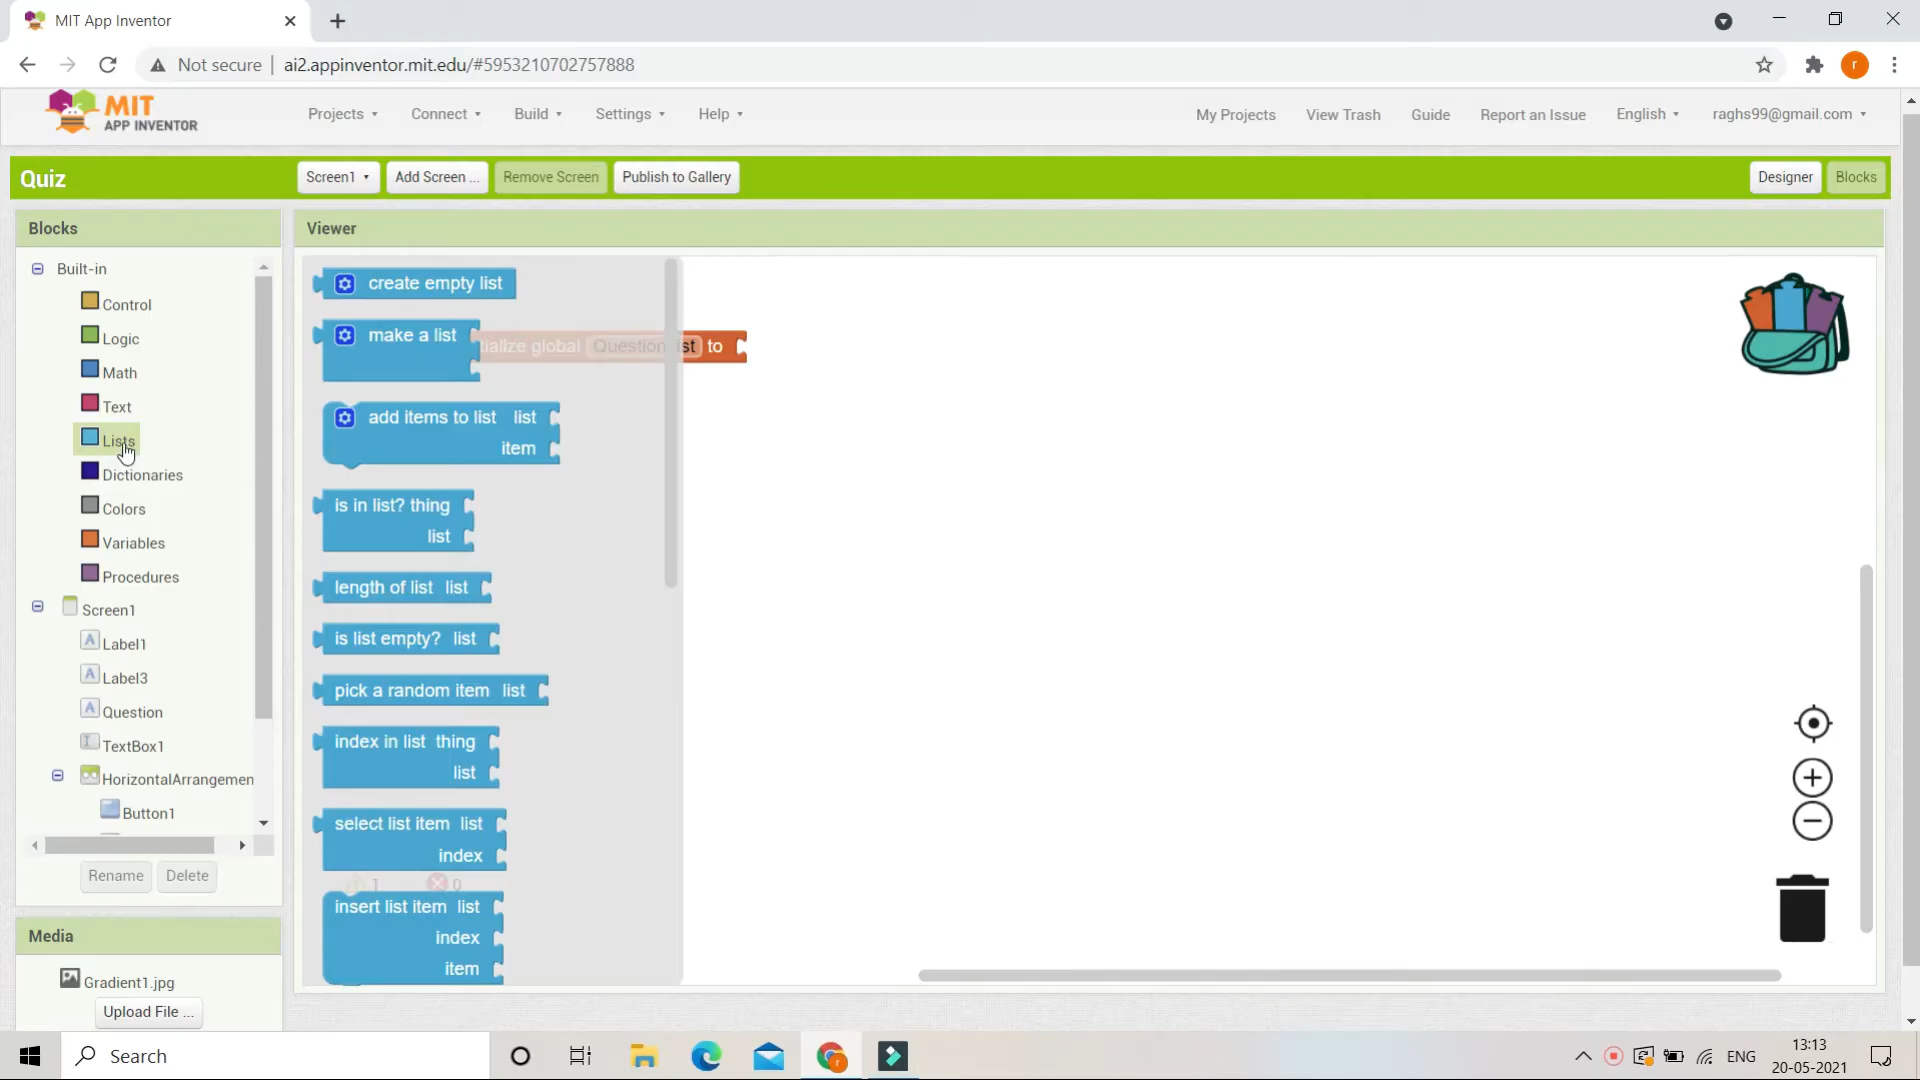 MIT App Inventor
Not secure
ai2.appinventor.mit.edu/#5953210702757888
r
MIT
APP INVENTOR
Projects
Connect
Build
Settings
Help
My Projects
View Trash
Guide
Report an Issue
English
raghs99@gmail.com
Quiz
Screen1
Add Screen ...
Remove Screen
Publish to Gallery
Designer
Blocks
Blocks
Viewer
Built-in
Control
Logic
Math
Text
Lists
Dictionaries
Colors
Variables
Procedures
Screen1
Label1
Label3
Question
TextBox1
HorizontalArrangemen
Button1
Rename
Delete
Media
Gradient1.jpg
Upload File ...
create empty list
make a list
tialize global Question ist to
add items to list list
item
is in list? thing
list
length of list list
is list empty? list
pick a random item list
index in list thing
list
select list item list
index
1 0
insert list item list
index
item
Search
r
ENG
13:13
20-05-2021